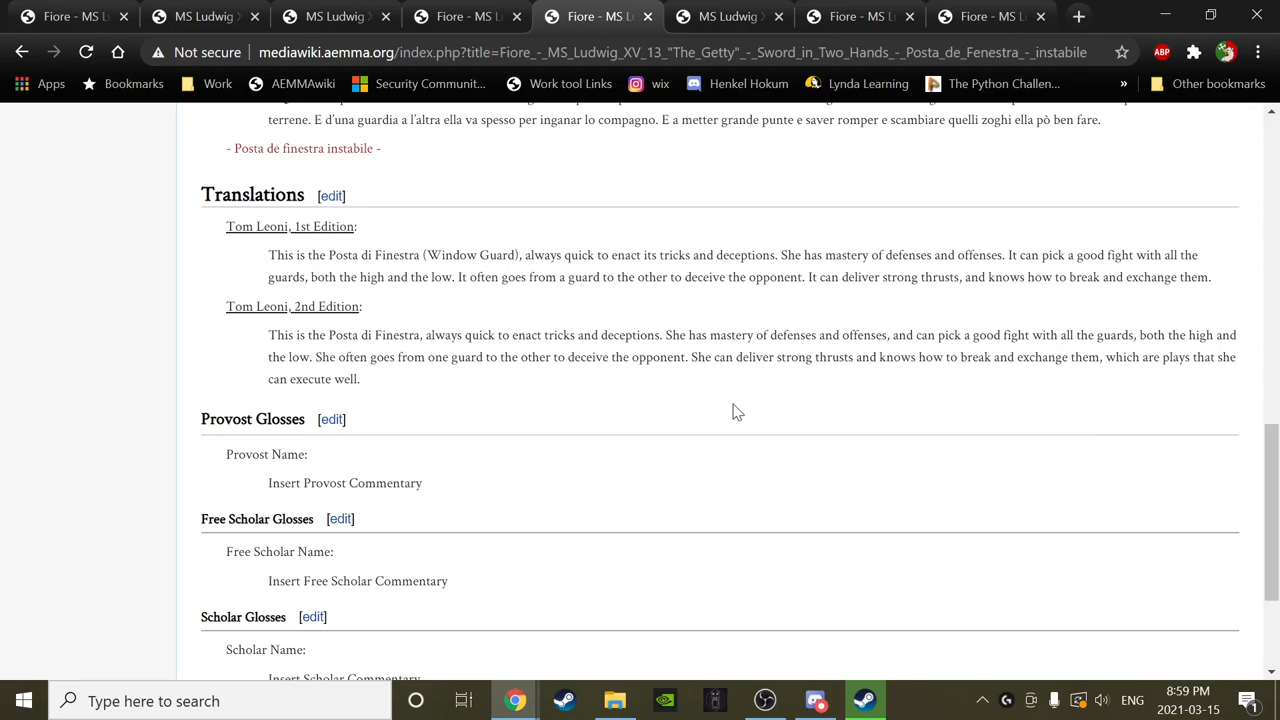 Fiore - MS L
MS Ludwig X
MS Ludwig X
Fiore - MS L
Fiore - MS L
MS Ludwig X
Fiore - MS L
Fiore - MS L
Not secure
mediawiki.aemma.org/index.php?title=Fiore_-_MS_Ludwig_XV_13_"The_Getty"_-_Sword_in_Two_Hands_-_Posta_de_Fenestra_-_instabile
ABP
Apps
Bookmarks
Work
AEMMAwiki
Security Communit...
Work tool Links
wix
Henkel Hokum
Lynda Learning
The Python Challen...
»
Other bookmarks
terrene. E d'una guardia a l'altra ella va spesso per inganar lo compagno. E a metter grande punte e saver romper e scambiare quelli zoghi ella pò ben fare.
- Posta de finestra instabile -
Translations [edit]
Tom Leoni, 1st Edition:
This is the Posta di Finestra (Window Guard), always quick to enact its tricks and deceptions. She has mastery of defenses and offenses. It can pick a good fight with all the
guards, both the high and the low. It often goes from a guard to the other to deceive the opponent. It can deliver strong thrusts, and knows how to break and exchange them.
Tom Leoni, 2nd Edition:
This is the Posta di Finestra, always quick to enact tricks and deceptions. She has mastery of defenses and offenses, and can pick a good fight with all the guards, both the high and
the low. She often goes from one guard to the other to deceive the opponent. She can deliver strong thrusts and knows how to break and exchange them, which are plays that she
can execute well.
Provost Glosses [edit]
Provost Name:
Insert Provost Commentary
Free Scholar Glosses [edit]
Free Scholar Name:
Insert Free Scholar Commentary
Scholar Glosses [edit]
Scholar Name:
Insert Scholar Commentary
Type here to search
ENG
8:59 PM
2021-03-15
1